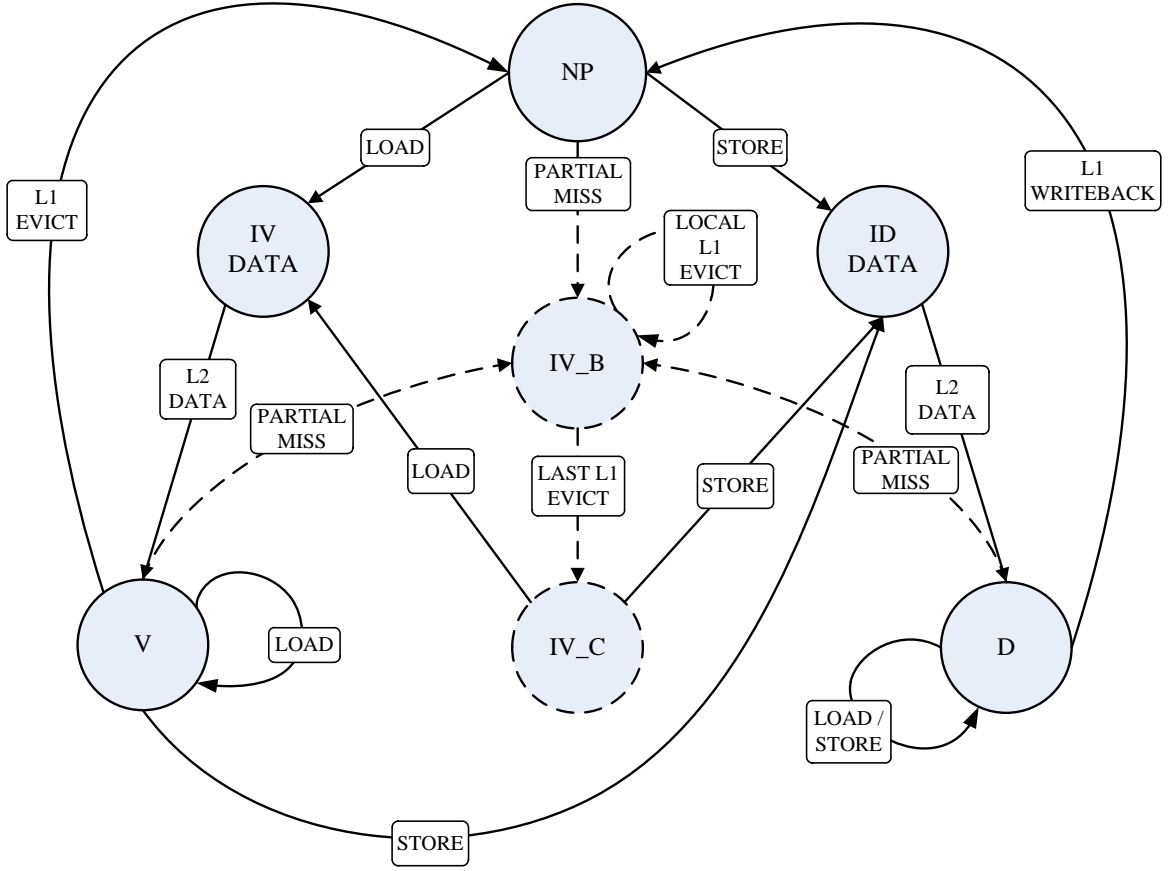 NP
LOAD
STORE
PARTIAL
MISS
L1
WRITEBACK
L1
EVICT
LOCAL
L1
EVICT
IV
DATA
ID
DATA
IV_B
L2
DATA
L2
DATA
PARTIAL
MISS
LOAD
LAST L1
EVICT
STORE
PARTIAL
MISS
V
LOAD
IV_C
D
LOAD /
STORE
STORE